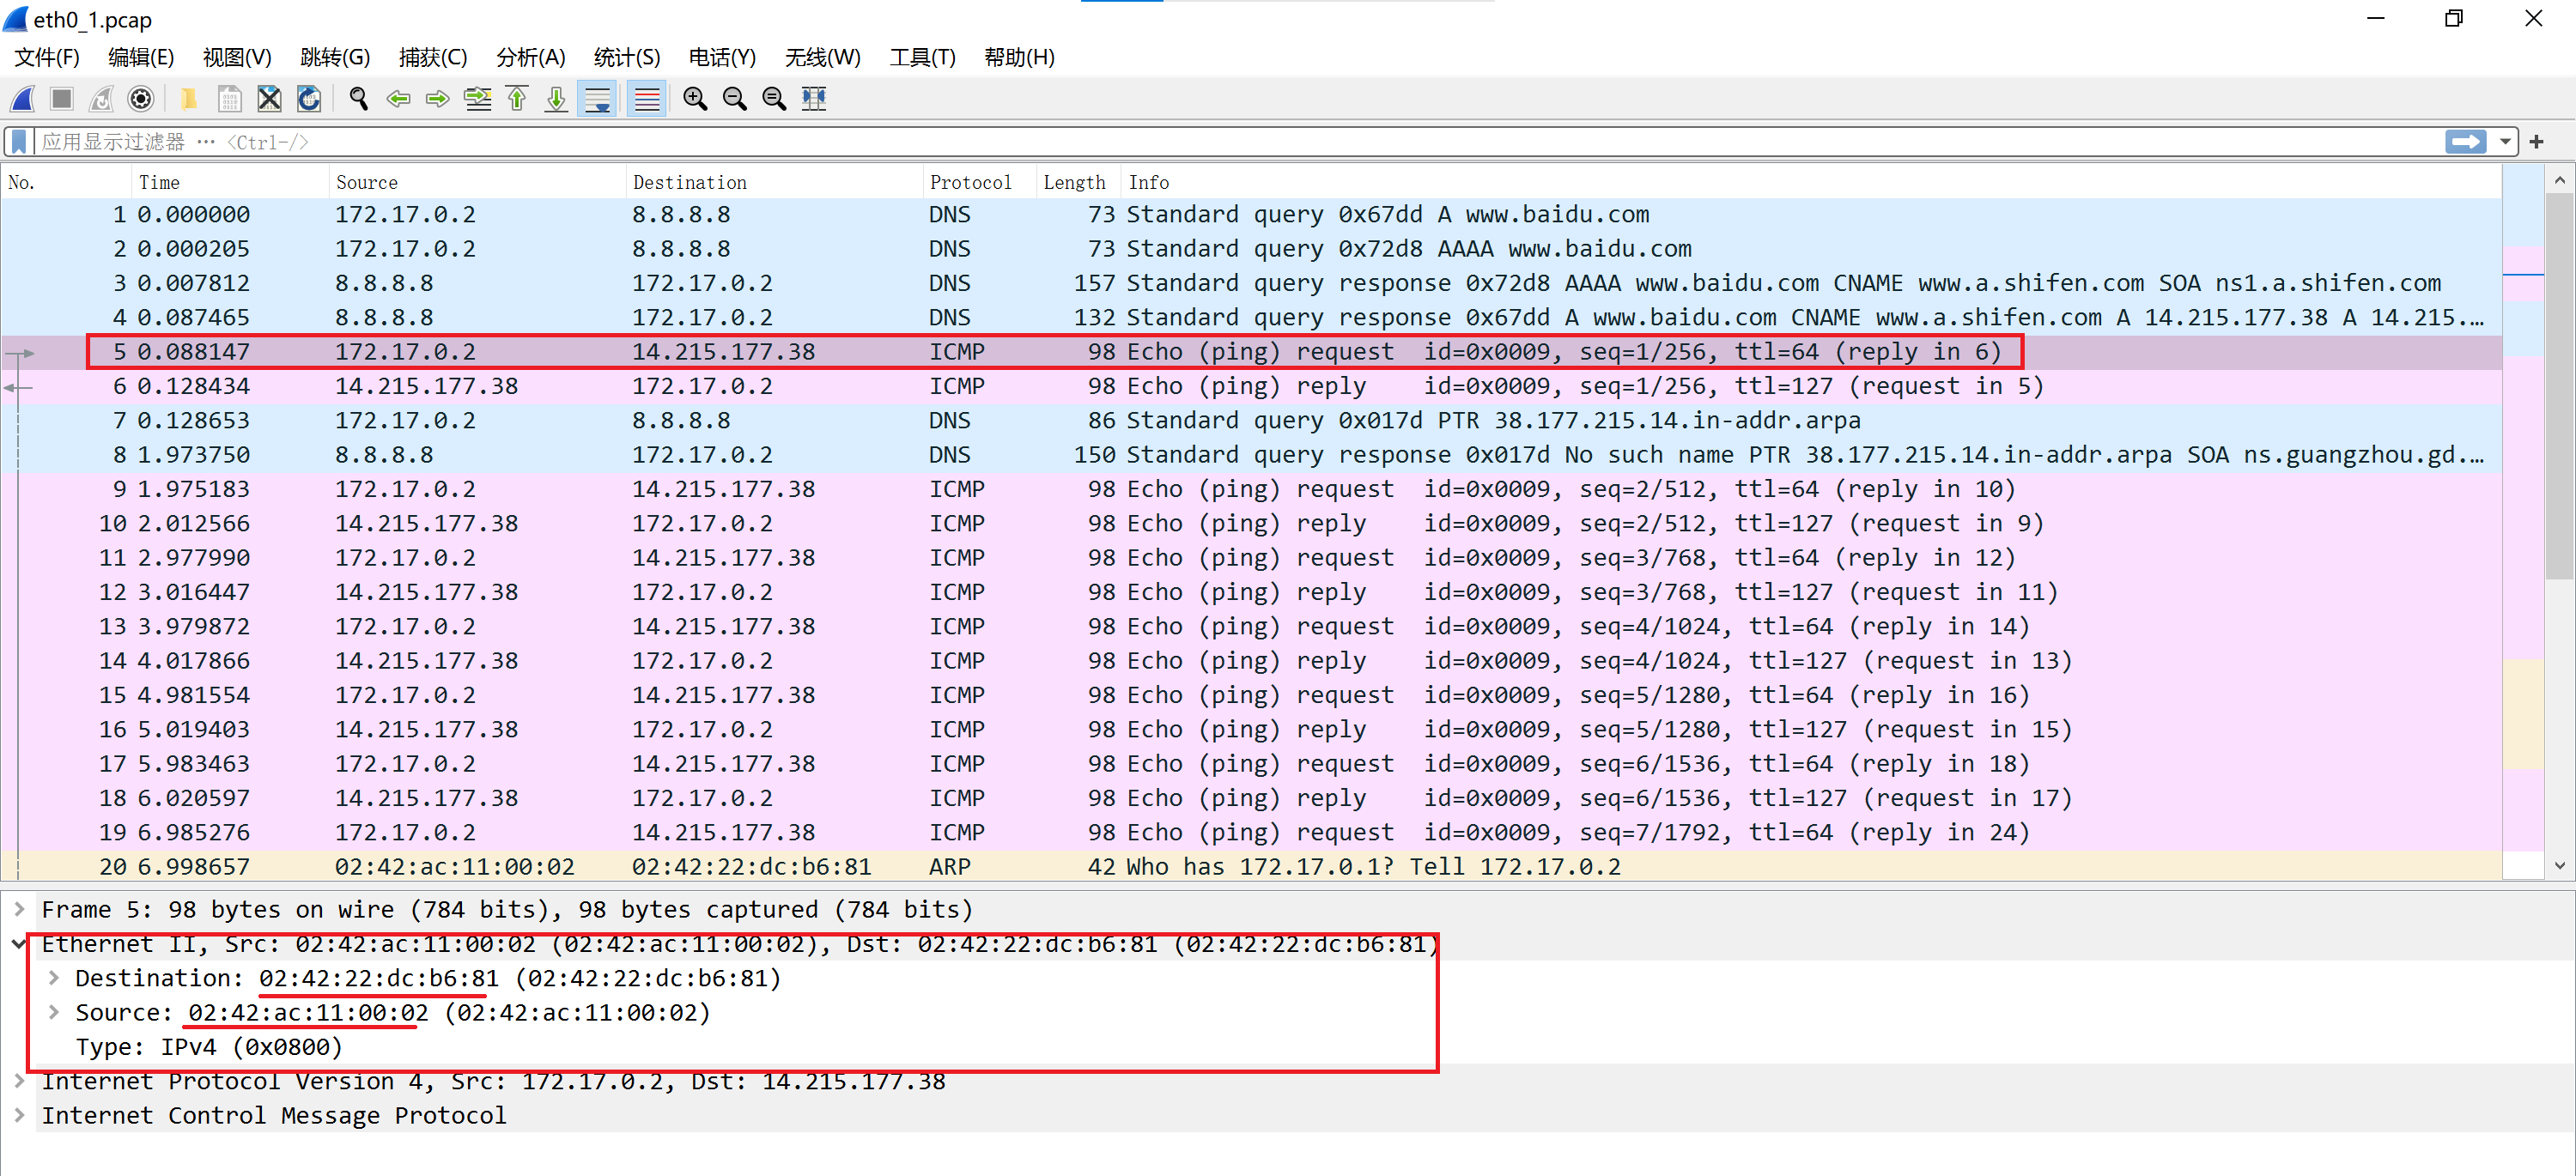 eth0_1.pcap
文件(F) 编辑(E) 视图(V) 跳转(G) 捕获(C) 分析(A) 统计(S) 电话(Y) 无线(W) 工具(T) 帮助(H)
应用显示过滤器 … <Ctrl-/>
No. Time Source Destination Protocol Length Info
1 0.000000 172.17.0.2 8.8.8.8 DNS 73 Standard query 0x67dd A www.baidu.com
2 0.000205 172.17.0.2 8.8.8.8 DNS 73 Standard query 0x72d8 AAAA www.baidu.com
3 0.007812 8.8.8.8 172.17.0.2 DNS 157 Standard query response 0x72d8 AAAA www.baidu.com CNAME www.a.shifen.com SOA ns1.a.shifen.com
4 0.087465 8.8.8.8 172.17.0.2 DNS 132 Standard query response 0x67dd A www.baidu.com CNAME www.a.shifen.com A 14.215.177.38 A 14.215.…
5 0.088147 172.17.0.2 14.215.177.38 ICMP 98 Echo (ping) request id=0x0009, seq=1/256, ttl=64 (reply in 6)
6 0.128434 14.215.177.38 172.17.0.2 ICMP 98 Echo (ping) reply id=0x0009, seq=1/256, ttl=127 (request in 5)
7 0.128653 172.17.0.2 8.8.8.8 DNS 86 Standard query 0x017d PTR 38.177.215.14.in-addr.arpa
8 1.973750 8.8.8.8 172.17.0.2 DNS 150 Standard query response 0x017d No such name PTR 38.177.215.14.in-addr.arpa SOA ns.guangzhou.gd.…
9 1.975183 172.17.0.2 14.215.177.38 ICMP 98 Echo (ping) request id=0x0009, seq=2/512, ttl=64 (reply in 10)
10 2.012566 14.215.177.38 172.17.0.2 ICMP 98 Echo (ping) reply id=0x0009, seq=2/512, ttl=127 (request in 9)
11 2.977990 172.17.0.2 14.215.177.38 ICMP 98 Echo (ping) request id=0x0009, seq=3/768, ttl=64 (reply in 12)
12 3.016447 14.215.177.38 172.17.0.2 ICMP 98 Echo (ping) reply id=0x0009, seq=3/768, ttl=127 (request in 11)
13 3.979872 172.17.0.2 14.215.177.38 ICMP 98 Echo (ping) request id=0x0009, seq=4/1024, ttl=64 (reply in 14)
14 4.017866 14.215.177.38 172.17.0.2 ICMP 98 Echo (ping) reply id=0x0009, seq=4/1024, ttl=127 (request in 13)
15 4.981554 172.17.0.2 14.215.177.38 ICMP 98 Echo (ping) request id=0x0009, seq=5/1280, ttl=64 (reply in 16)
16 5.019403 14.215.177.38 172.17.0.2 ICMP 98 Echo (ping) reply id=0x0009, seq=5/1280, ttl=127 (request in 15)
17 5.983463 172.17.0.2 14.215.177.38 ICMP 98 Echo (ping) request id=0x0009, seq=6/1536, ttl=64 (reply in 18)
18 6.020597 14.215.177.38 172.17.0.2 ICMP 98 Echo (ping) reply id=0x0009, seq=6/1536, ttl=127 (request in 17)
19 6.985276 172.17.0.2 14.215.177.38 ICMP 98 Echo (ping) request id=0x0009, seq=7/1792, ttl=64 (reply in 24)
20 6.998657 02:42:ac:11:00:02 02:42:22:dc:b6:81 ARP 42 Who has 172.17.0.1? Tell 172.17.0.2
Frame 5: 98 bytes on wire (784 bits), 98 bytes captured (784 bits)
Ethernet II, Src: 02:42:ac:11:00:02 (02:42:ac:11:00:02), Dst: 02:42:22:dc:b6:81 (02:42:22:dc:b6:81)
Destination: 02:42:22:dc:b6:81 (02:42:22:dc:b6:81)
Source: 02:42:ac:11:00:02 (02:42:ac:11:00:02)
Type: IPv4 (0x0800)
Internet Protocol Version 4, Src: 172.17.0.2, Dst: 14.215.177.38
Internet Control Message Protocol